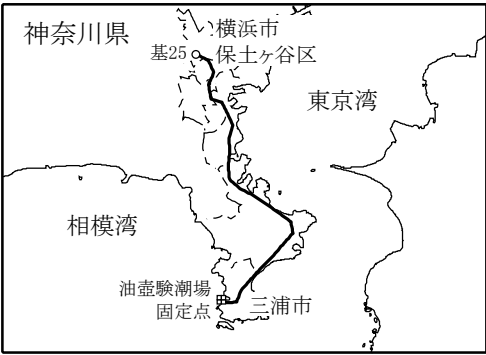 神奈川県
横浜市
保土ヶ谷区
基25
東京湾
相模湾
油壺験潮場
固定点
三浦市